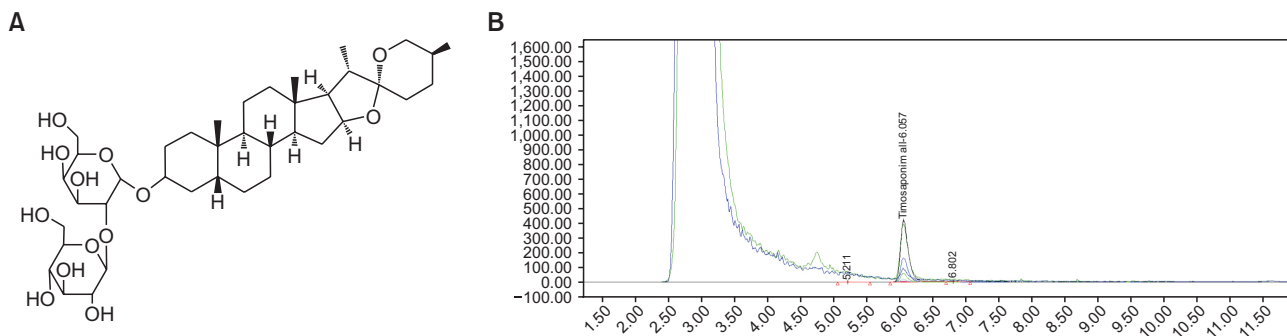 A
B
HO
O
HO
OH
HO
O
O
O
HO
O
OH
HO
HO
OH
H
H
H
H
H
O
O
1,600.00
1,500.00
1,400.00
1,300.00
1,200.00
1,100.00
1,000.00
900.00
800.00
700.00
600.00
500.00
400.00
300.00
200.00
100.00
0.00
−100.00
5.211
Timosaponim all-6.057
6.802
1.50
2.00
2.50
3.00
3.50
4.00
4.50
5.00
5.50
6.00
6.50
7.00
7.50
8.00
8.50
9.00
9.50
10.00
10.50
11.00
11.50